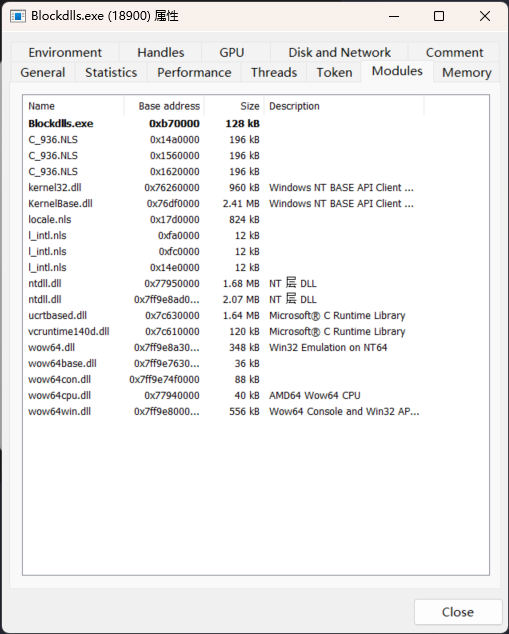 Blockdlls.exe (18900) 属性
Environment Handles GPU Disk and Network Comment
General Statistics Performance Threads Token Modules Memory
Name Base address Size Description
Blockdlls.exe 0xb70000 128 kB
C_936.NLS 0x14a0000 196 kB
C_936.NLS 0x1560000 196 kB
C_936.NLS 0x1620000 196 kB
kernel32.dll 0x76260000 960 kB Windows NT BASE API Client ...
KernelBase.dll 0x76df0000 2.41 MB Windows NT BASE API Client ...
locale.nls 0x17d0000 824 kB
l_intl.nls 0xfa0000 12 kB
l_intl.nls 0xfc0000 12 kB
l_intl.nls 0x14e0000 12 kB
ntdll.dll 0x77950000 1.68 MB NT 层 DLL
ntdll.dll 0x7ff9e8ad0... 2.07 MB NT 层 DLL
ucrtbased.dll 0x7c630000 1.64 MB Microsoft® C Runtime Library
vcruntime140d.dll 0x7c610000 120 kB Microsoft® C Runtime Library
wow64.dll 0x7ff9e8a30... 348 kB Win32 Emulation on NT64
wow64base.dll 0x7ff9e7630... 36 kB
wow64con.dll 0x7ff9e74f0000 88 kB
wow64cpu.dll 0x77940000 40 kB AMD64 Wow64 CPU
wow64win.dll 0x7ff9e8000... 556 kB Wow64 Console and Win32 AP...
Close